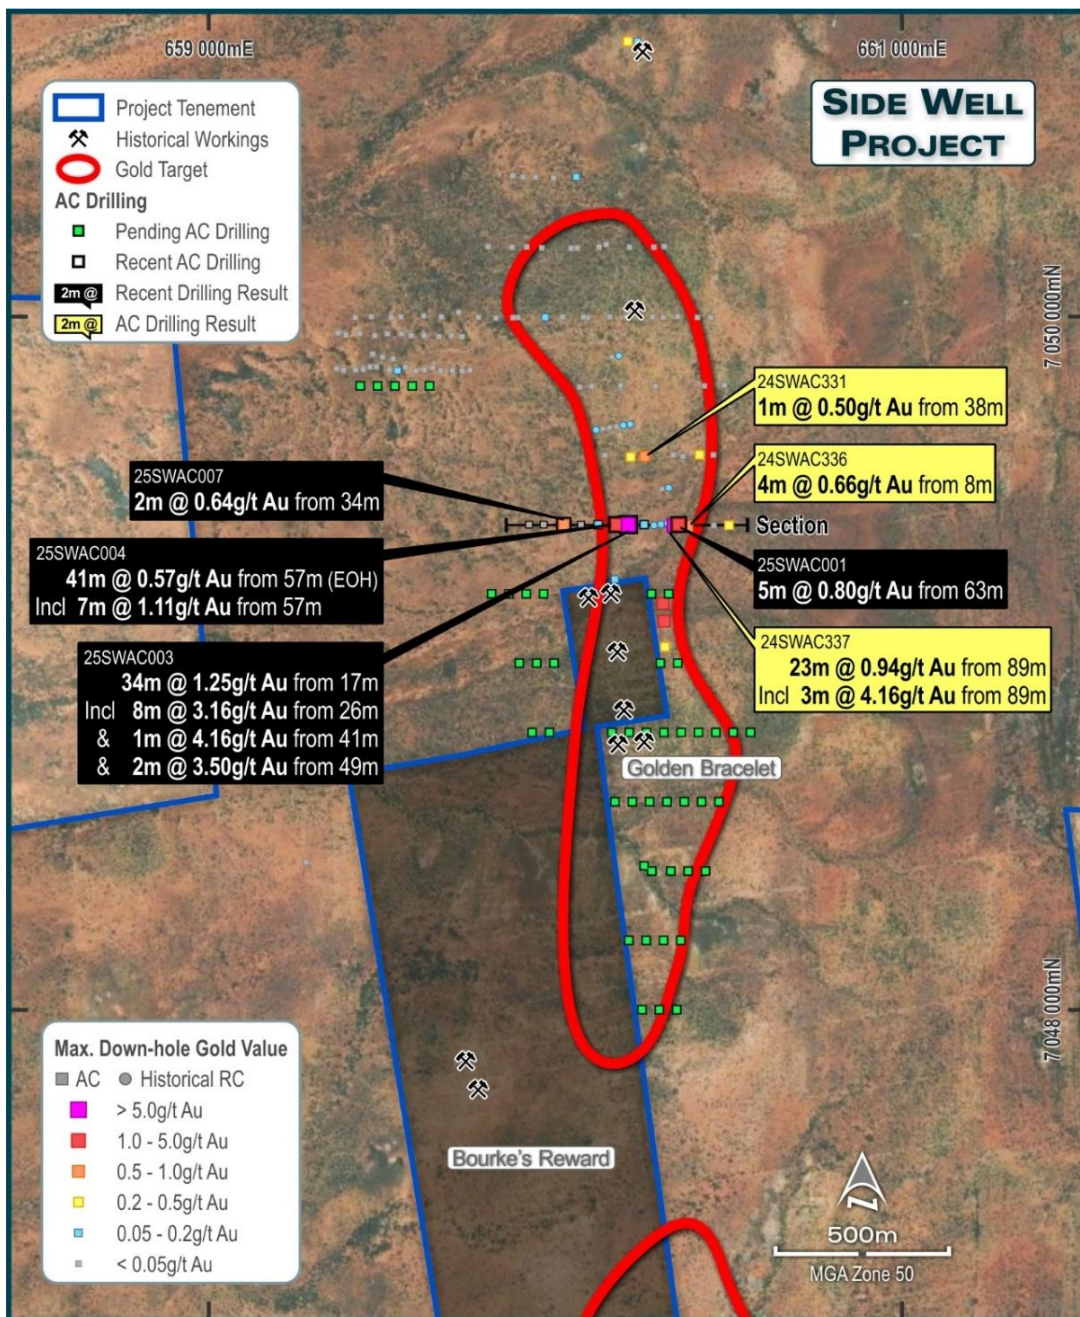 659 000mE
661 000mE
SIDE WELL
PROJECT
Project Tenement
Historical Workings
Gold Target
AC Drilling
Pending AC Drilling
Recent AC Drilling
2m @ Recent Drilling Result
2m @ AC Drilling Result
7 050 000mN
24SWAC331
1m @ 0.50g/t Au from 38m
24SWAC336
4m @ 0.66g/t Au from 8m
25SWAC007
2m @ 0.64g/t Au from 34m
Section
25SWAC004
41m @ 0.57g/t Au from 57m (EOH)
Incl 7m @ 1.11g/t Au from 57m
25SWAC001
5m @ 0.80g/t Au from 63m
25SWAC003
34m @ 1.25g/t Au from 17m
Incl 8m @ 3.16g/t Au from 26m
& 1m @ 4.16g/t Au from 41m
& 2m @ 3.50g/t Au from 49m
24SWAC337
23m @ 0.94g/t Au from 89m
Incl 3m @ 4.16g/t Au from 89m
Golden Bracelet
7 048 000mN
Max. Down-hole Gold Value
AC Historical RC
> 5.0g/t Au
1.0 - 5.0g/t Au
0.5 - 1.0g/t Au
0.2 - 0.5g/t Au
0.05 - 0.2g/t Au
< 0.05g/t Au
Bourke's Reward
N
500m
MGA Zone 50